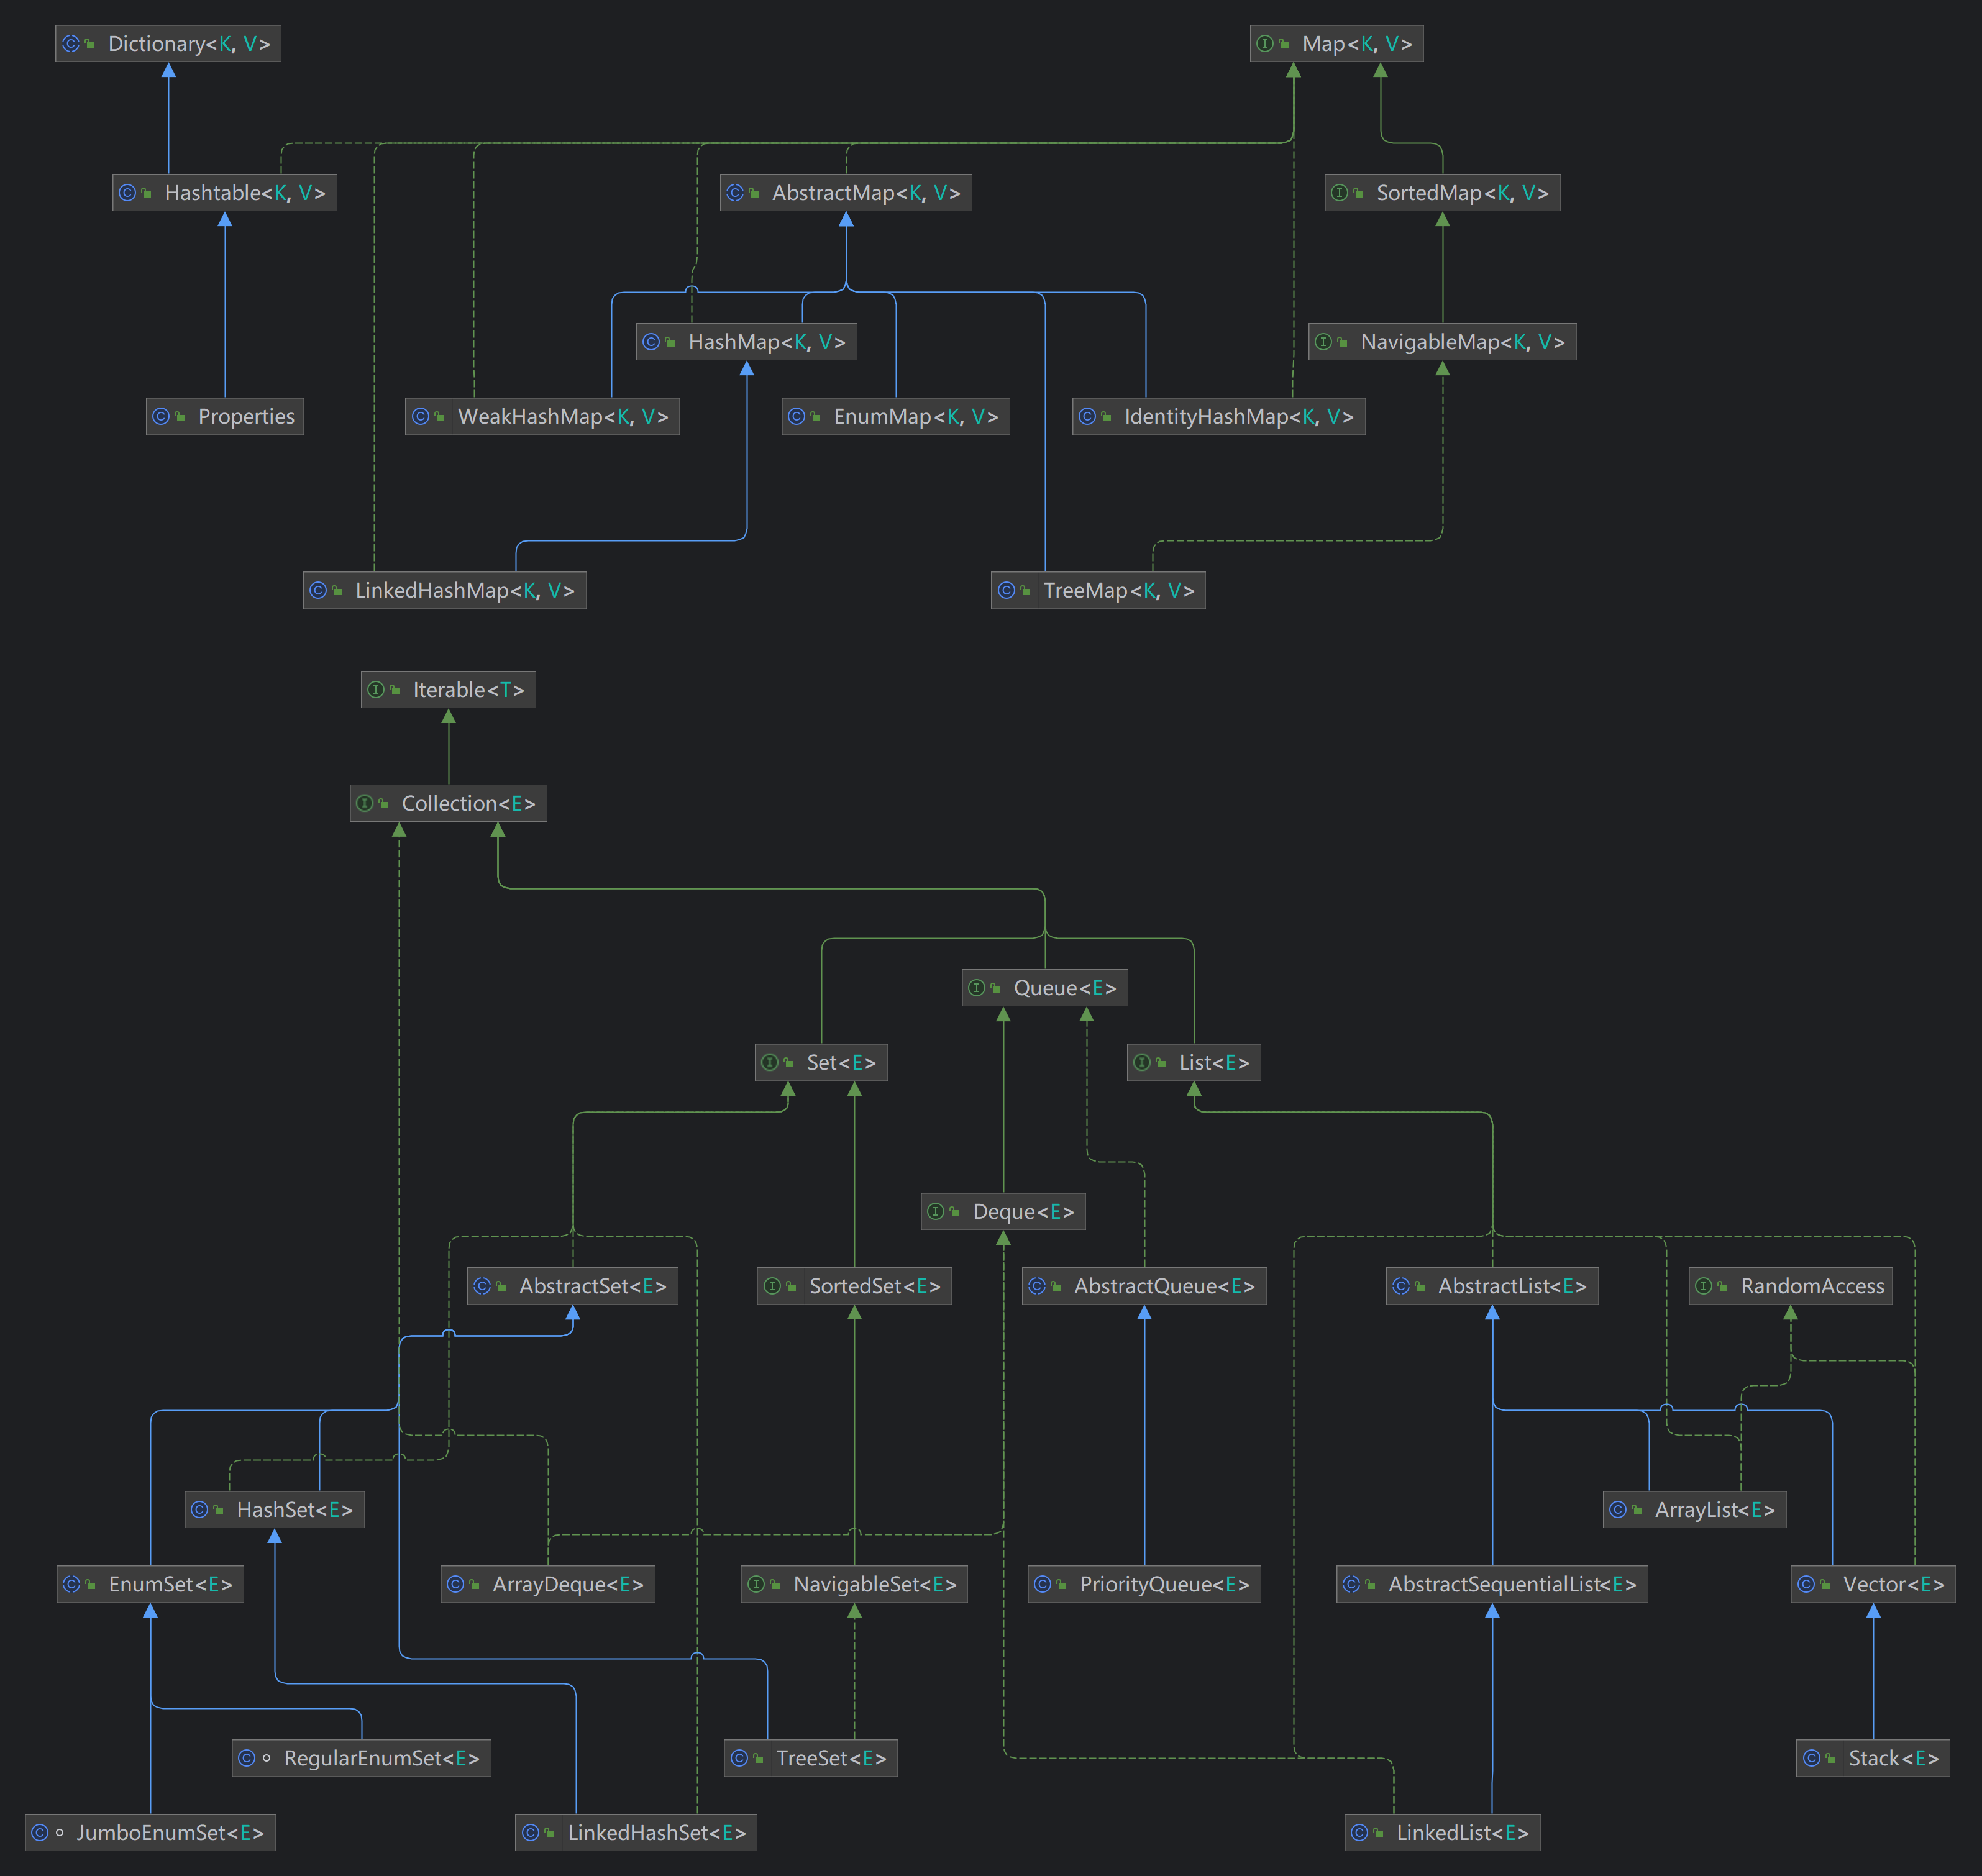 Dictionary<K, V>
Map<K, V>
Hashtable<K, V>
AbstractMap<K, V>
SortedMap<K, V>
HashMap<K, V>
NavigableMap<K, V>
Properties
WeakHashMap<K, V>
EnumMap<K, V>
IdentityHashMap<K, V>
LinkedHashMap<K, V>
TreeMap<K, V>
Iterable<T>
Collection<E>
Queue<E>
Set<E>
List<E>
Deque<E>
AbstractSet<E>
SortedSet<E>
AbstractQueue<E>
AbstractList<E>
RandomAccess
HashSet<E>
ArrayList<E>
EnumSet<E>
ArrayDeque<E>
NavigableSet<E>
PriorityQueue<E>
AbstractSequentialList<E>
Vector<E>
RegularEnumSet<E>
TreeSet<E>
Stack<E>
JumboEnumSet<E>
LinkedHashSet<E>
LinkedList<E>